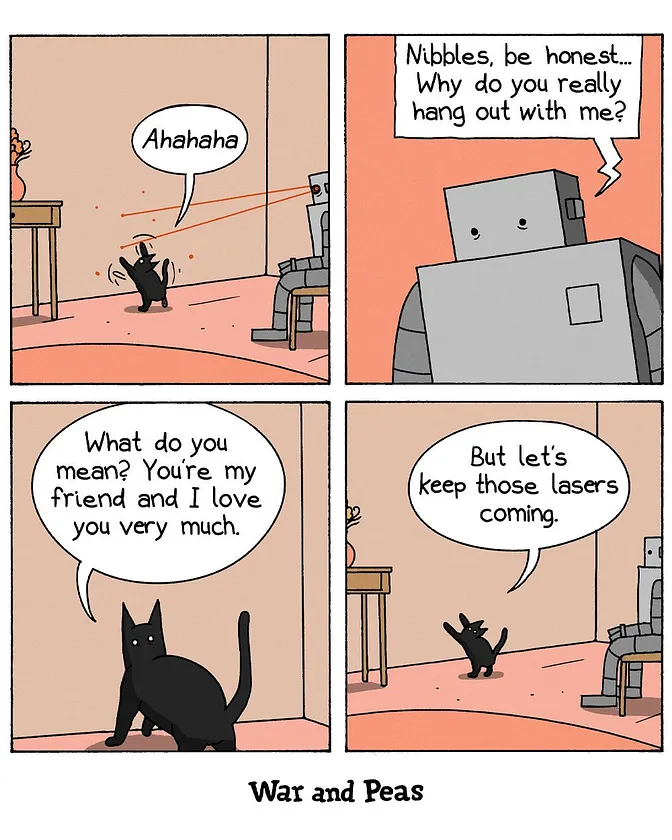 Ahahaha
Nibbles, be honest...
Why do you really
hang out with me?
What do you
mean? You're my
friend and I love
you very much.
But let's
keep those lasers
coming.
War and Peas